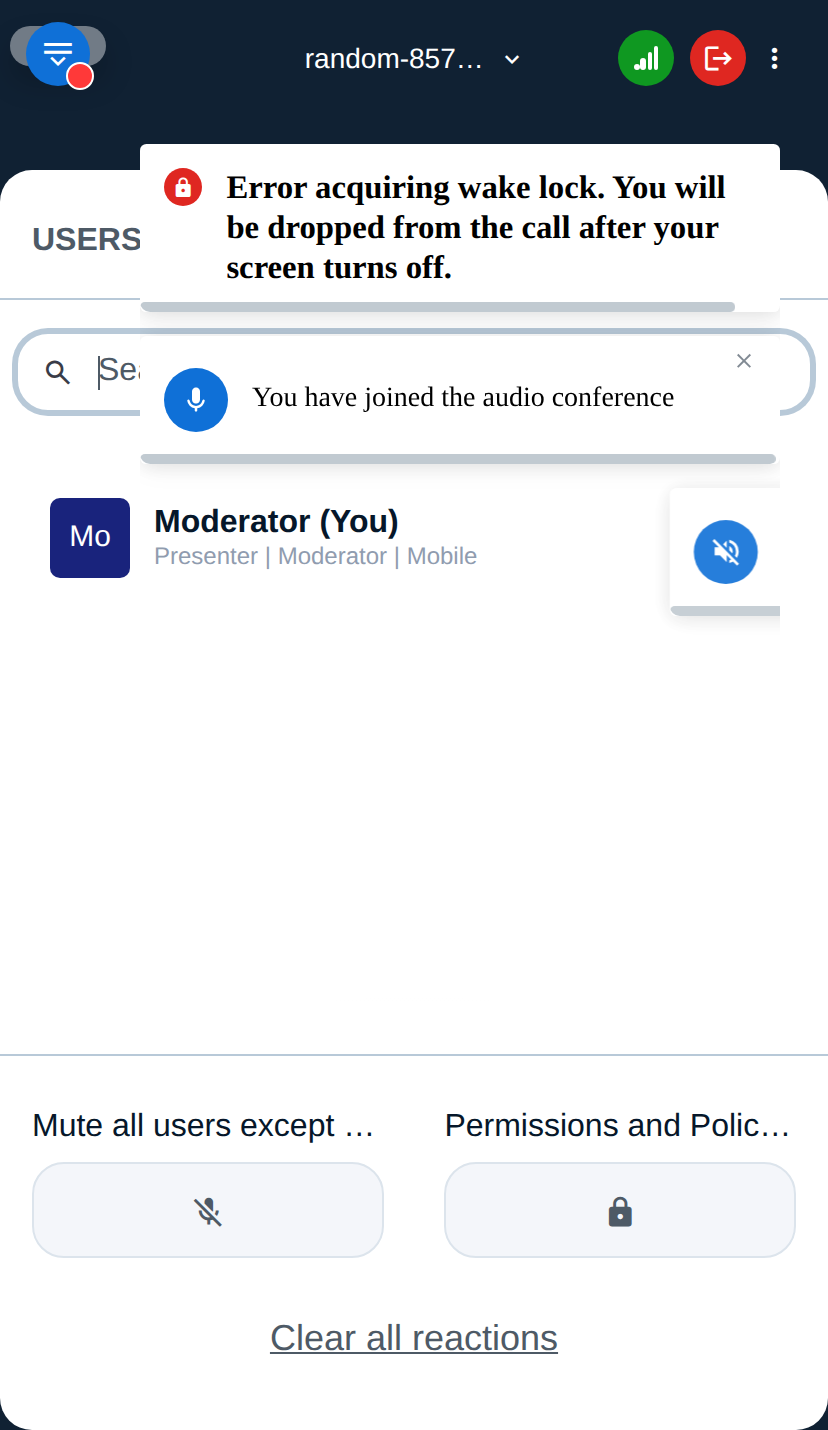 random-857…
Error acquiring wake lock. You will
be dropped from the call after your
screen turns off.
USERS
Sea
You have joined the audio conference
Mo
Moderator (You)
Presenter | Moderator | Mobile
Mute all users except …
Permissions and Polic…
Clear all reactions